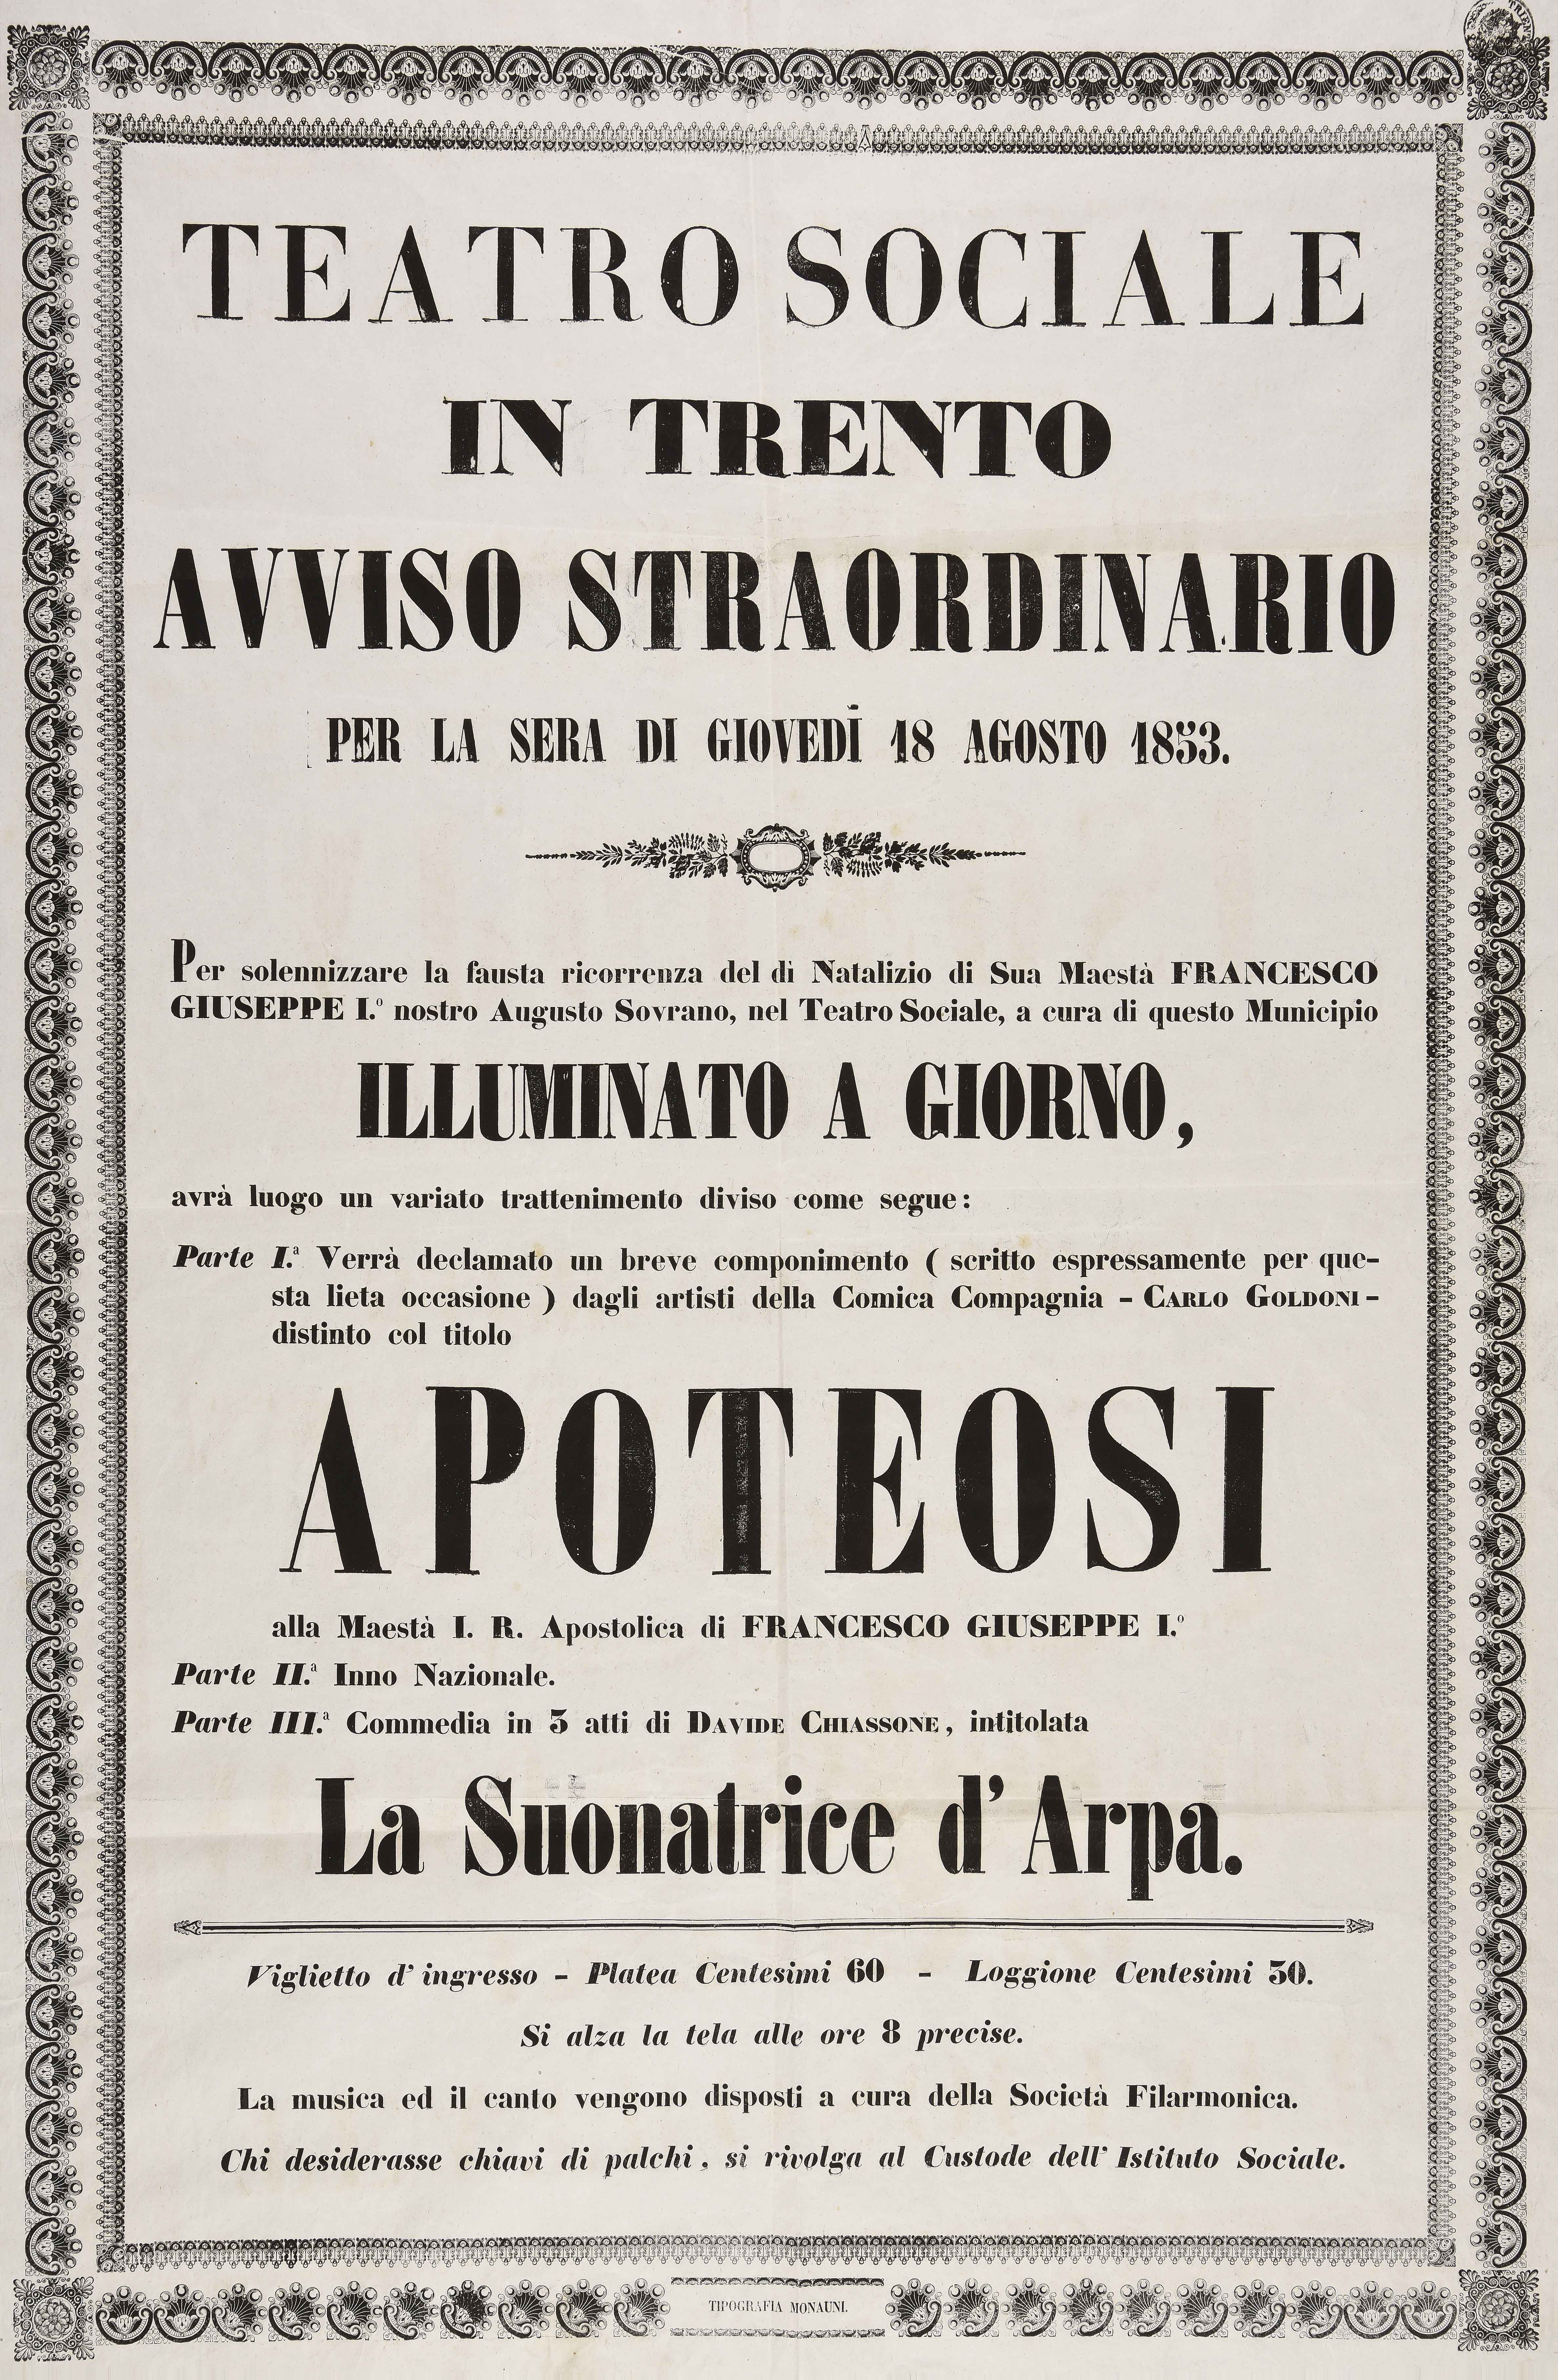 TEATRO SOCIALE
IN TRENTO
AVVISO STRAORDINARIO
PER LA SERA DI GIOVEDÌ 18 AGOSTO 1853.
Per solennizzare la fausta ricorrenza del dì Natalizio di Sua Maestà FRANCESCO
GIUSEPPE I.º nostro Augusto Sovrano, nel Teatro Sociale, a cura di questo Municipio
ILLUMINATO A GIORNO,
avrà luogo un variato trattenimento diviso come segue:
Parte I.ª Verrà declamato un breve componimento ( scritto espressamente per que-
sta lieta occasione ) dagli artisti della Comica Compagnia - CARLO GOLDONI -
distinto col titolo
APOTEOSI
alla Maestà I. R. Apostolica di FRANCESCO GIUSEPPE I.º
Parte II.ª Inno Nazionale.
Parte III.ª Commedia in 3 atti di DAVIDE CHIASSONE, intitolata
La Suonatrice d'Arpa.
Viglietto d'ingresso - Platea Centesimi 60 - Loggione Centesimi 30.
Si alza la tela alle ore 8 precise.
La musica ed il canto vengono disposti a cura della Società Filarmonica.
Chi desiderasse chiavi di palchi, si rivolga al Custode dell'Istituto Sociale.
TIPOGRAFIA MONAUNI.